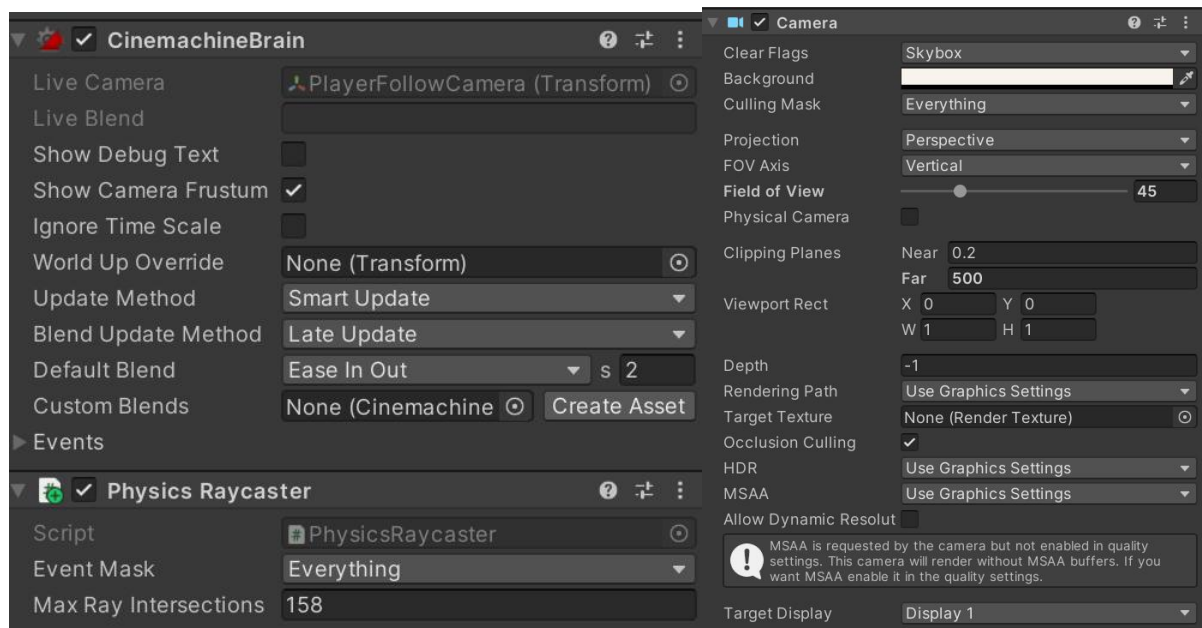 CinemachineBrain
Live Camera PlayerFollowCamera (Transform)
Live Blend
Show Debug Text
Show Camera Frustum
Ignore Time Scale
World Up Override None (Transform)
Update Method Smart Update
Blend Update Method Late Update
Default Blend Ease In Out s 2
Custom Blends None (Cinemachine Create Asset
Events
Physics Raycaster
Script PhysicsRaycaster
Event Mask Everything
Max Ray Intersections 158
Camera
Clear Flags Skybox
Background
Culling Mask Everything
Projection Perspective
FOV Axis Vertical
Field of View 45
Physical Camera
Clipping Planes Near 0.2
Far 500
Viewport Rect X 0 Y 0
W 1 H 1
Depth -1
Rendering Path Use Graphics Settings
Target Texture None (Render Texture)
Occlusion Culling
HDR Use Graphics Settings
MSAA Use Graphics Settings
Allow Dynamic Resolut
MSAA is requested by the camera but not enabled in quality
settings. This camera will render without MSAA buffers. If you
want MSAA enable it in the quality settings.
Target Display Display 1